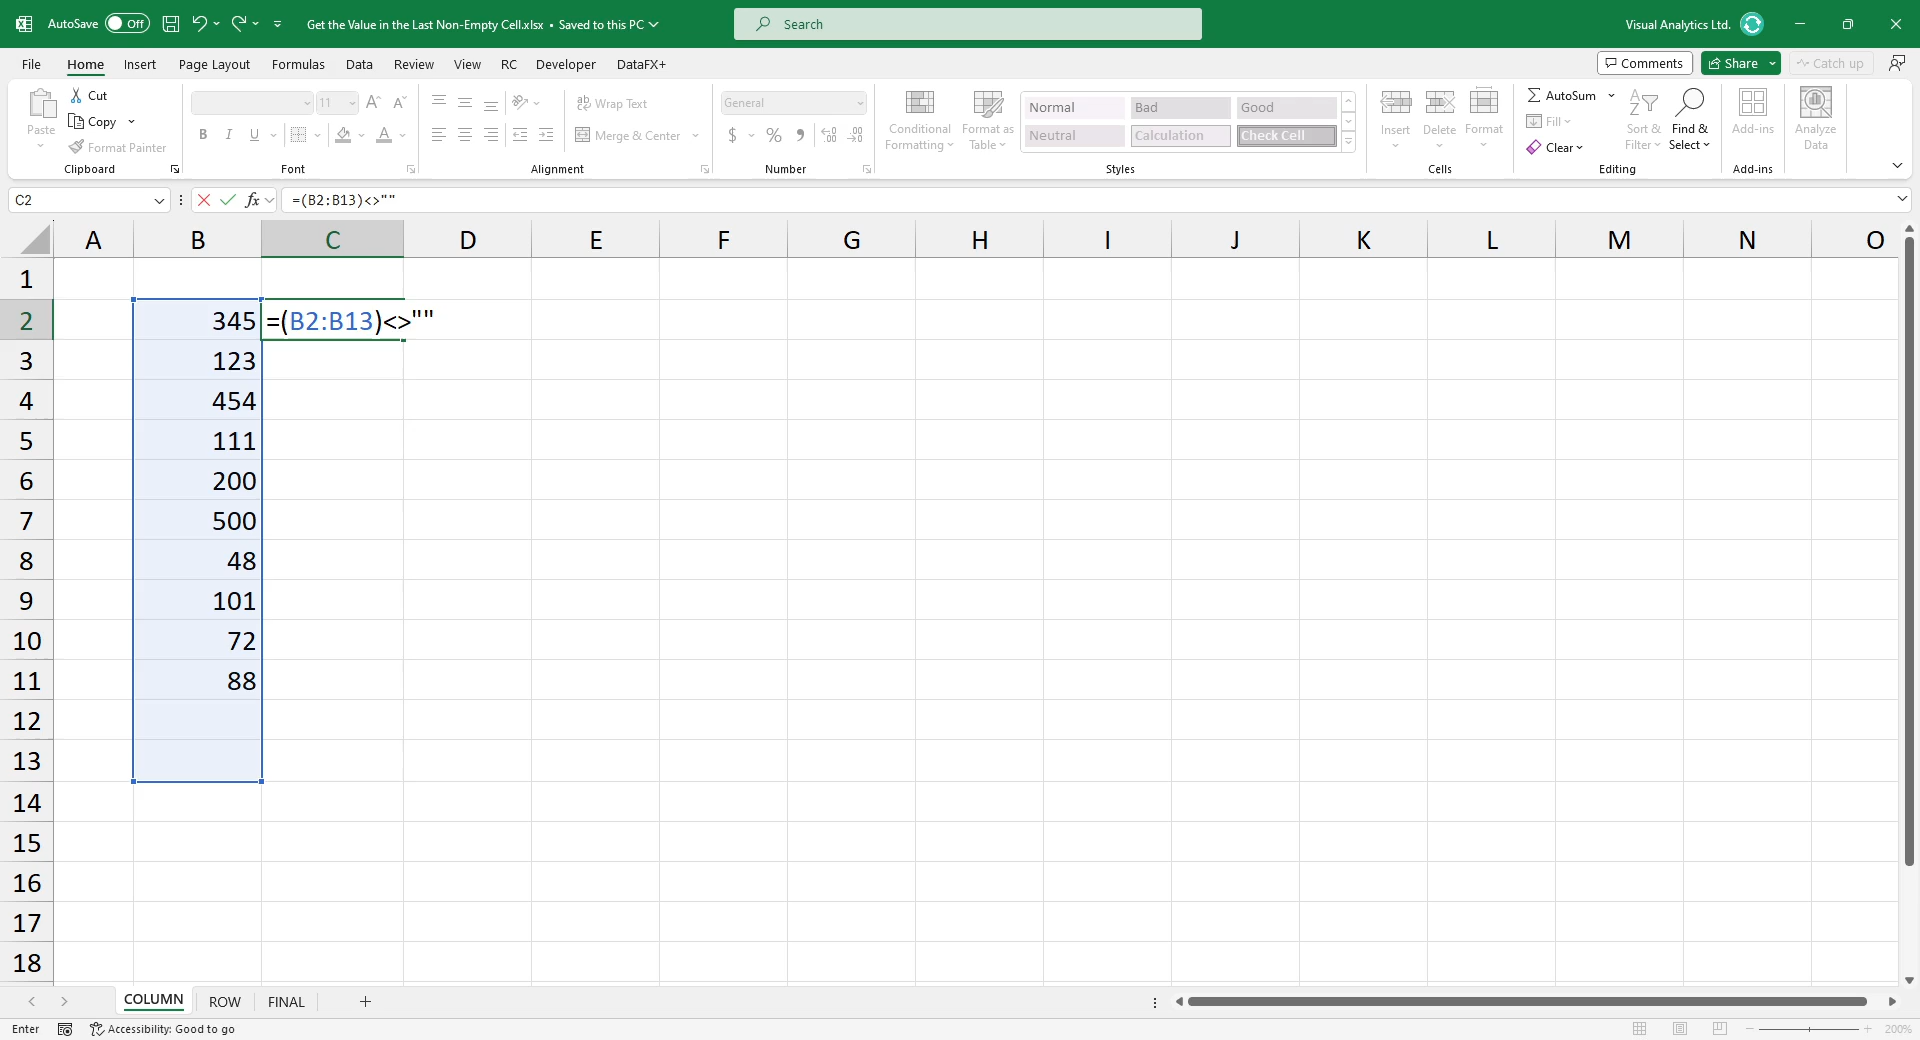 AutoSave Off Get the Value in the Last Non-Empty Cell.xlsx • Saved to this PC Search Visual Analytics Ltd.
File Home Insert Page Layout Formulas Data Review View RC Developer DataFX+ Comments Share Catch up
Paste Cut Copy Format Painter Clipboard
11 B I U A Font
ab Wrap Text Merge & Center Alignment
General $ % Number
Conditional Formatting Format as Table Normal Bad Good Neutral Calculation Check Cell Styles
Insert Delete Format Cells
AutoSum Fill Clear Sort & Filter Find & Select Editing
Add-ins Add-ins
Analyze Data
C2 fx =(B2:B13)<>""
A B C D E F G H I J K L M N O
1
2 345 =(B2:B13)<>""
3 123
4 454
5 111
6 200
7 500
8 48
9 101
10 72
11 88
12
13
14
15
16
17
18
COLUMN ROW FINAL
Enter Accessibility: Good to go 200%